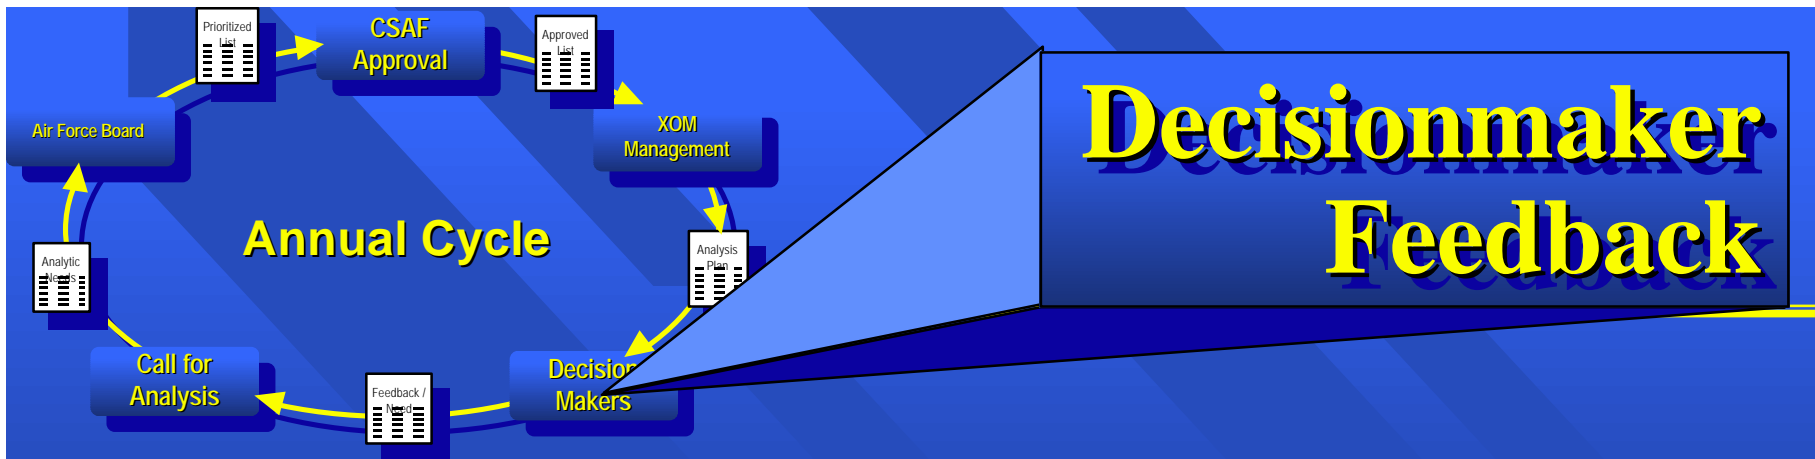 Prioritized
List
CSAF
Approval
Approved
List
Air Force Board
XOM
Management
Decisionmaker
Feedback
Annual Cycle
Analytic
Needs
Analysis
Plan
Call for
Analysis
Feedback /
Need
Decision
Makers